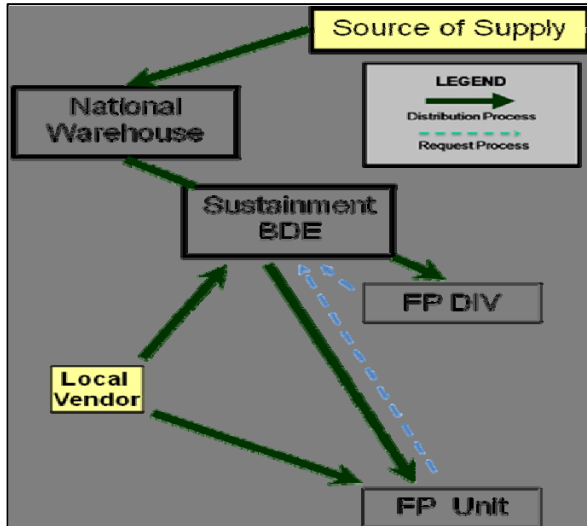 Source of Supply
LEGEND
Distribution Process
Request Process
National
Warehouse
Sustainment
BDE
FP DIV
Local
Vendor
FP Unit